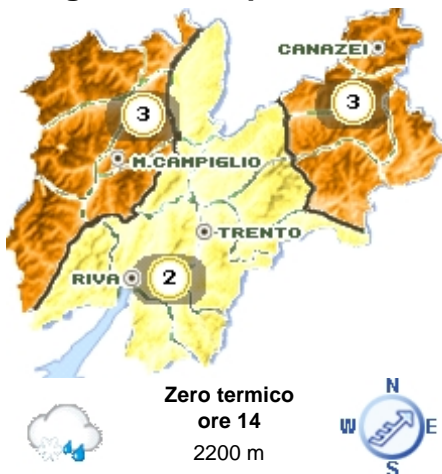 CANAZEI
3
3
M.CAMPIGLIO
TRENTO
RIVA
2
Zero termico
ore 14
2200 m
N
W E
S